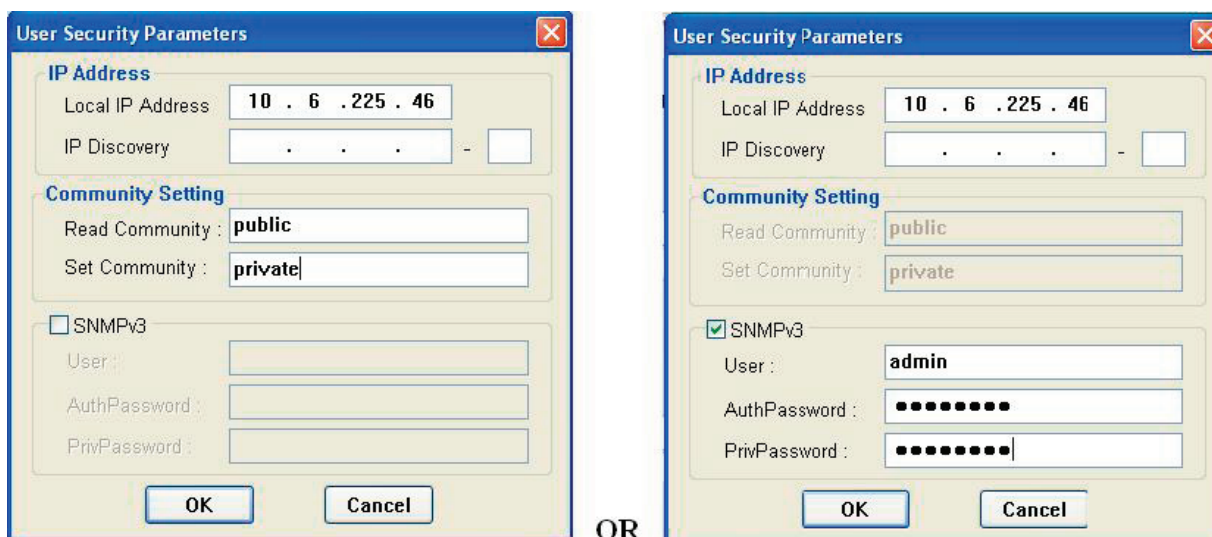 User Security Parameters
IP Address
Local IP Address 10 . 6 .225 . 46
IP Discovery . . . -
Community Setting
Read Community : public
Set Community : private
SNMPv3
User :
AuthPassword :
PrivPassword :
OK Cancel
OR
User Security Parameters
IP Address
Local IP Address 10 . 6 .225 . 46
IP Discovery . . . -
Community Setting
Read Community : public
Set Community : private
SNMPv3
User : admin
AuthPassword : ●●●●●●●●
PrivPassword : ●●●●●●●●
OK Cancel